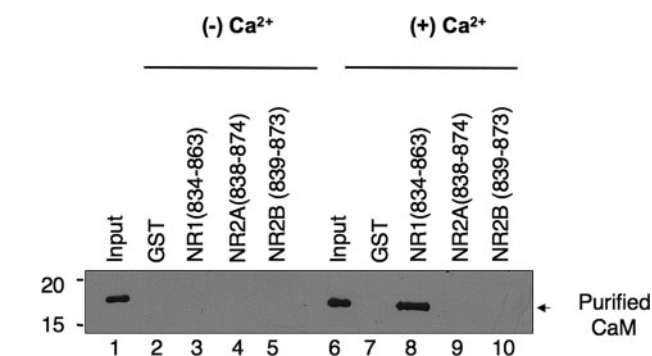 (-) Ca²⁺ (+) Ca²⁺
Input GST NR1(834-863) NR2A(838-874) NR2B (839-873) Input GST NR1(834-863) NR2A(838-874) NR2B (839-873)
20
15
Purified
CaM
1 2 3 4 5 6 7 8 9 10